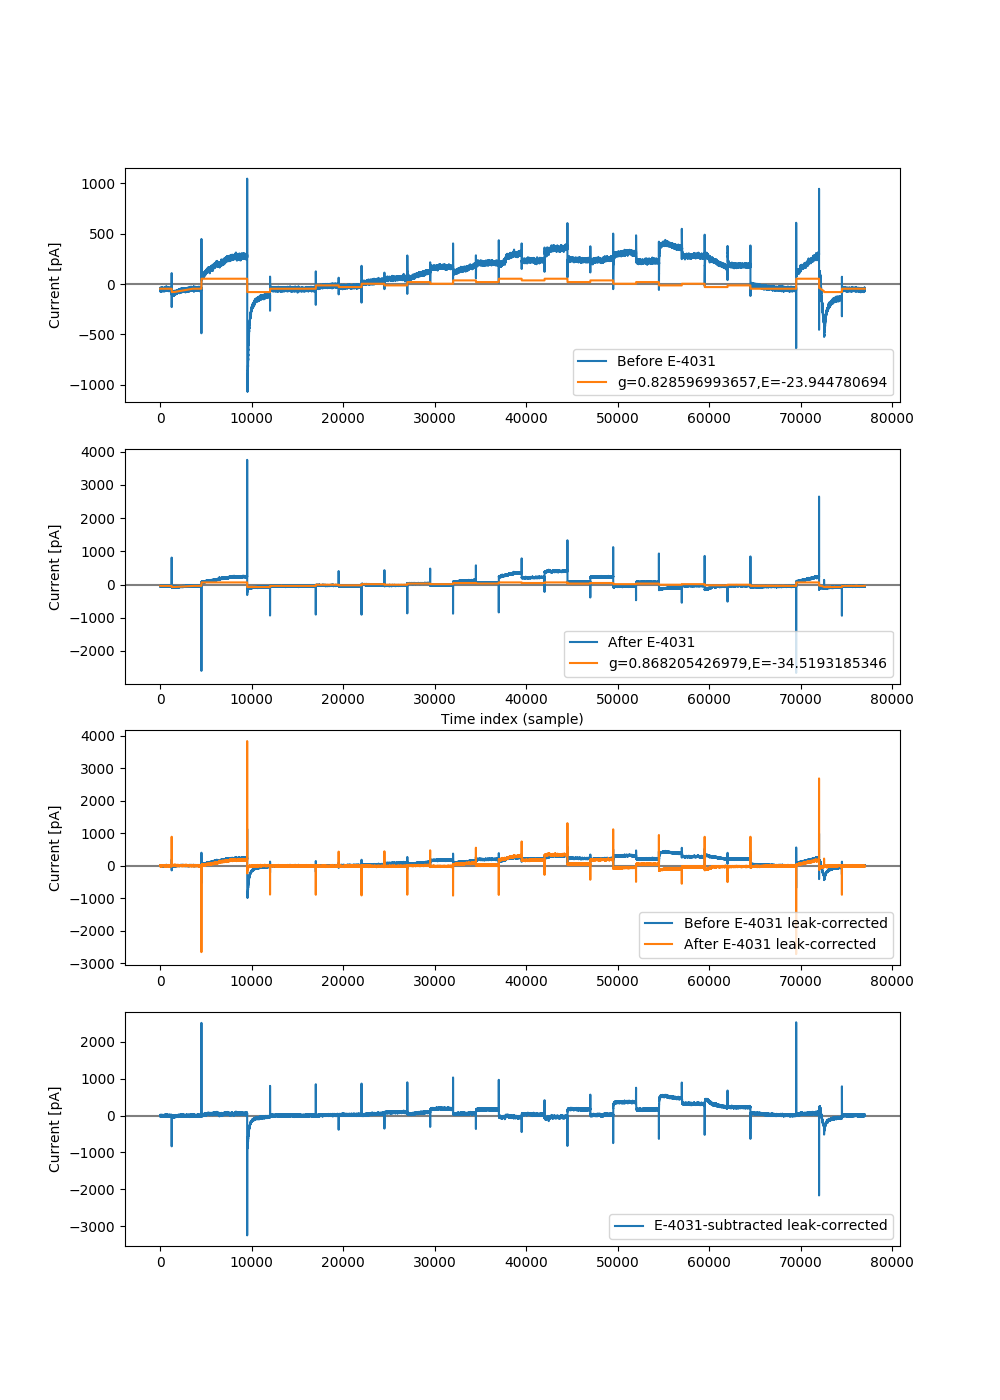 1000
500
0
−500
−1000
Current [pA]
Before E-4031
g=0.828596993657,E=-23.944780694
0 10000 20000 30000 40000 50000 60000 70000 80000
4000
3000
2000
1000
0
−1000
−2000
Current [pA]
After E-4031
g=0.868205426979,E=-34.5193185346
0 10000 20000 30000 40000 50000 60000 70000 80000
Time index (sample)
4000
3000
2000
1000
0
−1000
−2000
−3000
Current [pA]
Before E-4031 leak-corrected
After E-4031 leak-corrected
0 10000 20000 30000 40000 50000 60000 70000 80000
2000
1000
0
−1000
−2000
−3000
Current [pA]
E-4031-subtracted leak-corrected
0 10000 20000 30000 40000 50000 60000 70000 80000